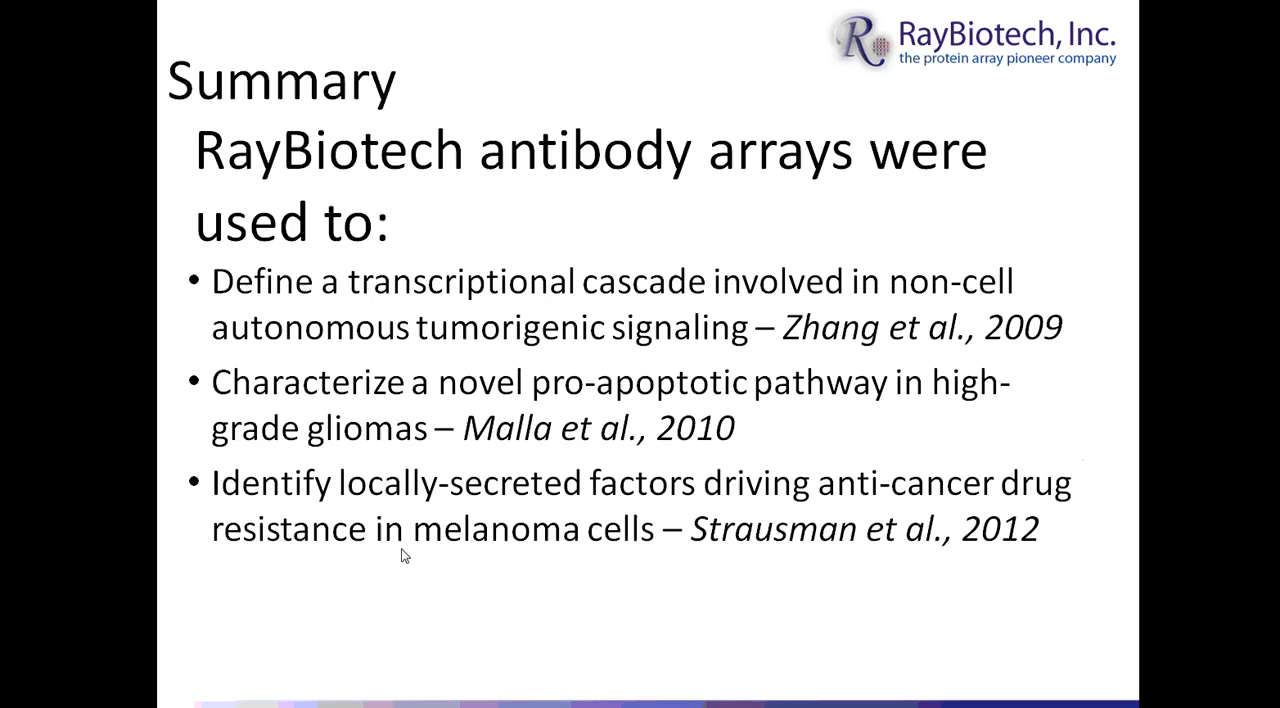 RayBiotech, Inc.
the protein array pioneer company
Summary
RayBiotech antibody arrays were
used to:
• Define a transcriptional cascade involved in non-cell
autonomous tumorigenic signaling – Zhang et al., 2009
• Characterize a novel pro-apoptotic pathway in high-
grade gliomas – Malla et al., 2010
• Identify locally-secreted factors driving anti-cancer drug
resistance in melanoma cells – Strausman et al., 2012